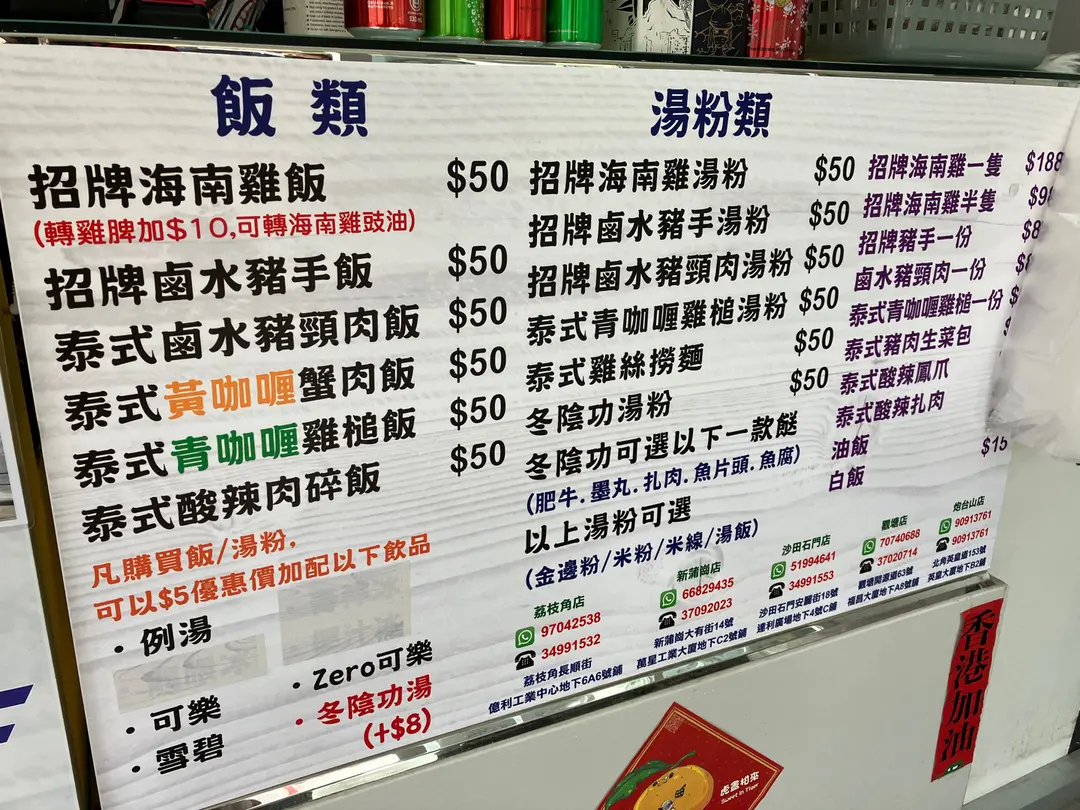 飯類
招牌海南雞飯 $50
(轉雞脾加$10,可轉海南雞豉油)
招牌鹵水豬手飯 $50
泰式鹵水豬頸肉飯 $50
泰式黃咖喱蟹肉飯 $50
泰式青咖喱雞槌飯 $50
泰式酸辣肉碎飯 $50
凡購買飯/湯粉,
可以$5優惠價加配以下飲品
·例湯
·可樂
·雪碧
·Zero可樂
·冬陰功湯
(+$8)
湯粉類
招牌海南雞湯粉 $50
招牌鹵水豬手湯粉 $50
招牌鹵水豬頸肉湯粉 $50
泰式青咖喱雞槌湯粉 $50
泰式雞絲撈麵 $50
冬陰功湯粉 $50
冬陰功可選以下一款餸
(肥牛.墨丸.扎肉.魚片頭.魚腐)
以上湯粉可選
(金邊粉/米粉/米線/湯飯)
招牌海南雞一隻 $188
招牌海南雞半隻
招牌豬手一份
鹵水豬頸肉一份
泰式青咖喱雞槌一份
泰式豬肉生菜包
泰式酸辣鳳爪
泰式酸辣扎肉
油飯 $15
白飯
荔枝角店
97042538
34991532
荔枝角長順街
億利工業中心地下6A6號鋪
新蒲崗店
66829435
37092023
新蒲崗大有街14號
萬星工業大廈地下C2號鋪
沙田石門店
51994641
34991553
沙田石門安麗街18號
達利廣場地下4號C鋪
觀塘店
70740688
37020714
觀塘開源道63號
福昌大廈地下A8號鋪
炮台山店
90913761
90913761
北角英皇道153號
英皇大廈地下B2鋪
香港加油
虎盡柑來
Sweet in Tiger